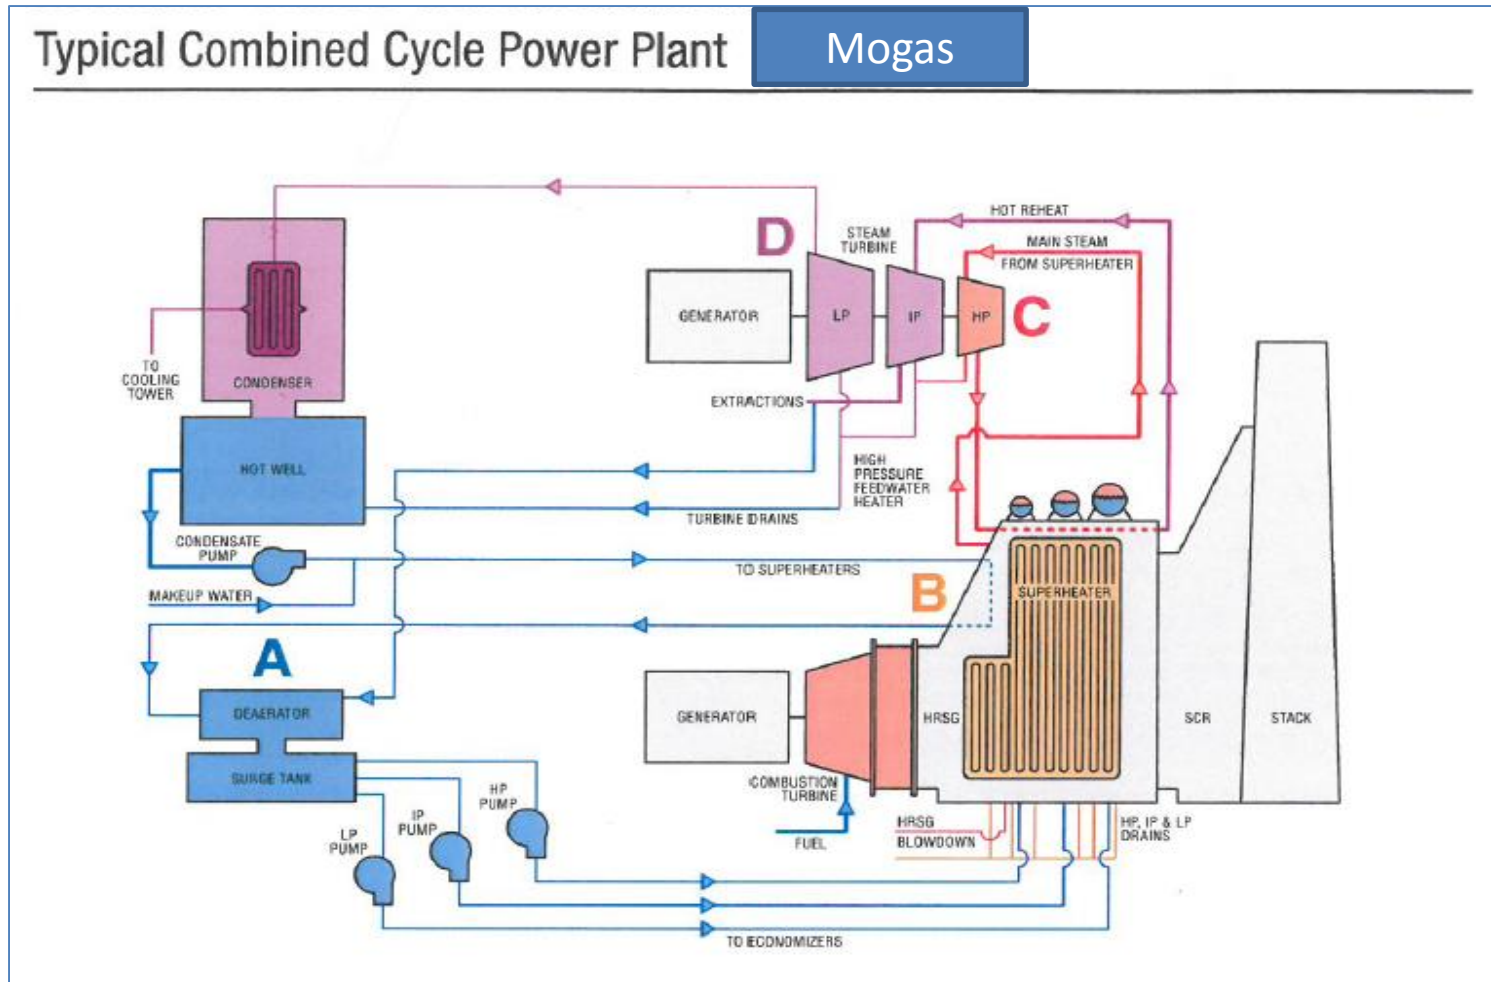 Typical Combined Cycle Power Plant
Mogas
HOT REHEAT
D
STEAM
TURBINE
MAIN STEAM
FROM SUPERHEATER
GENERATOR
LP
IP
HP
C
TO
COOLING
TOWER
CONDENSER
EXTRACTIONS
HOT WELL
HIGH
PRESSURE
FEEDWATER
HEATER
TURBINE DRAINS
CONDENSATE
PUMP
TO SUPERHEATERS
MAKEUP WATER
B
SUPERHEATER
A
DEAERATOR
GENERATOR
HRSG
SCR
STACK
SURGE TANK
COMBUSTION
TURBINE
HP
PUMP
IP
PUMP
LP
PUMP
FUEL
HRSG
BLOWDOWN
HP, IP & LP
DRAINS
TO ECONOMIZERS